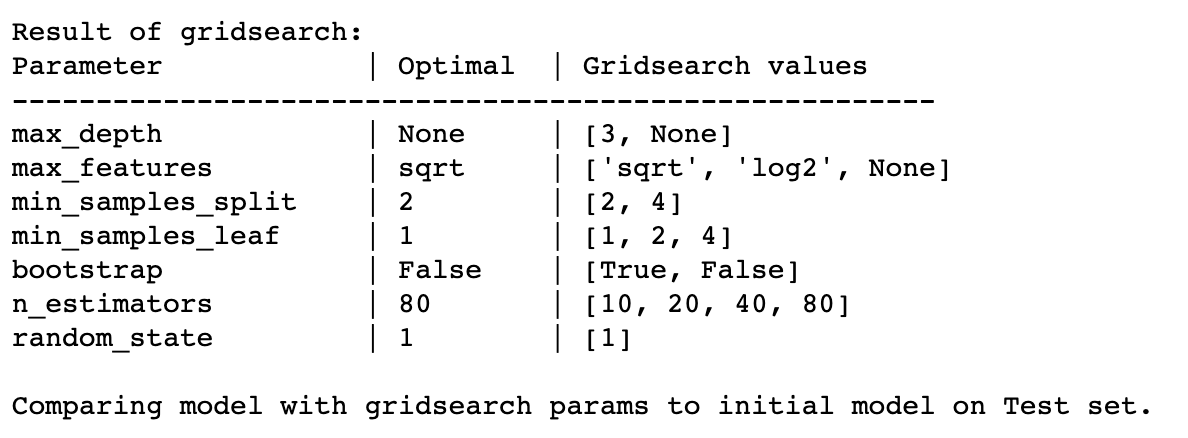 Result of gridsearch:
Parameter | Optimal | Gridsearch values
-------------------------------------------------------
max_depth | None | [3, None]
max_features | sqrt | ['sqrt', 'log2', None]
min_samples_split | 2 | [2, 4]
min_samples_leaf | 1 | [1, 2, 4]
bootstrap | False | [True, False]
n_estimators | 80 | [10, 20, 40, 80]
random_state | 1 | [1]
Comparing model with gridsearch params to initial model on Test set.